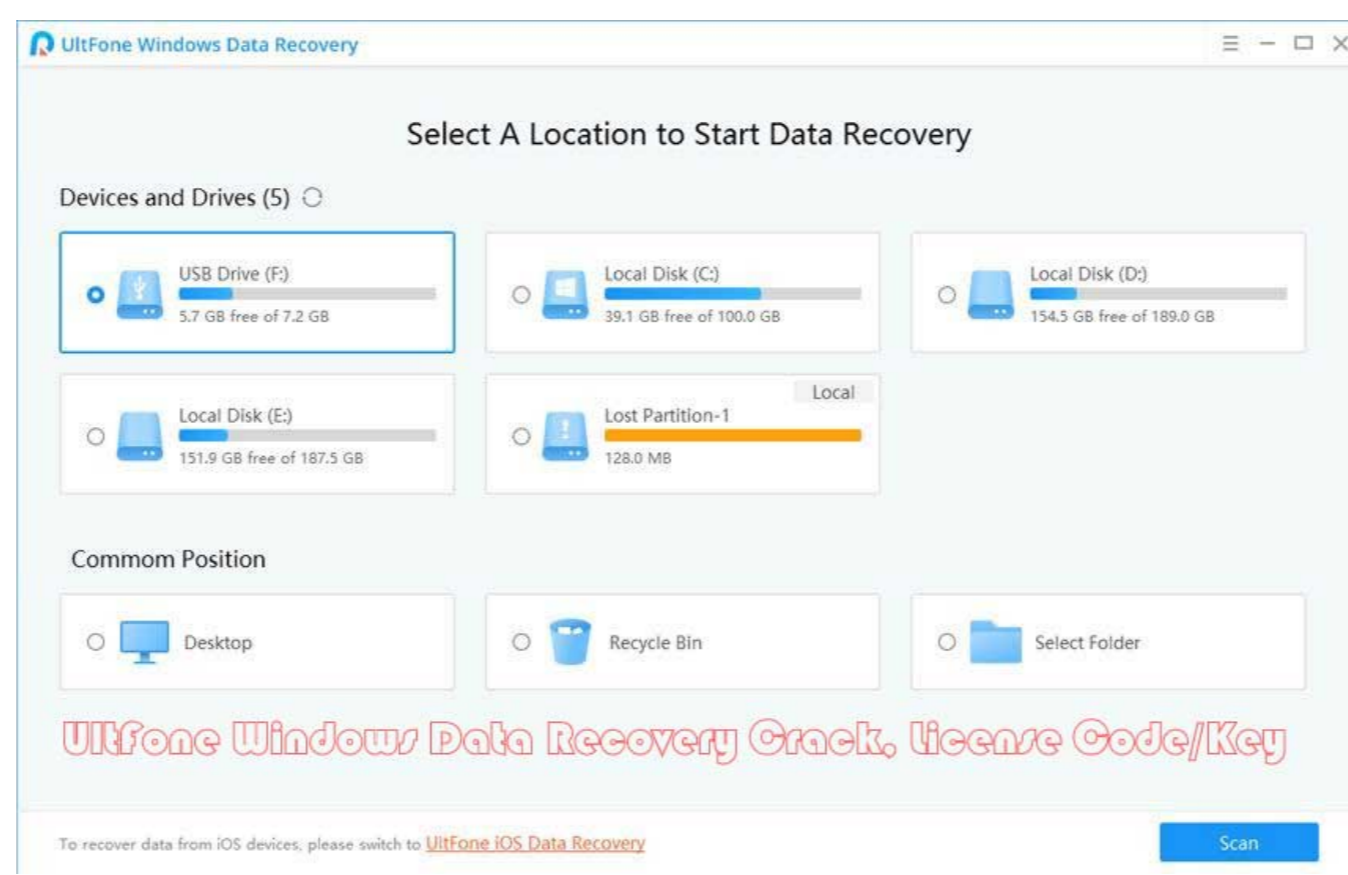 UltFone Windows Data Recovery
Select A Location to Start Data Recovery
Devices and Drives (5)
USB Drive (F:)
5.7 GB free of 7.2 GB
Local Disk (C:)
39.1 GB free of 100.0 GB
Local Disk (D:)
154.5 GB free of 189.0 GB
Local Disk (E:)
151.9 GB free of 187.5 GB
Local
Lost Partition-1
128.0 MB
Commom Position
Desktop
Recycle Bin
Select Folder
UltFone Windows Data Recovery Crack, License Code/Key
To recover data from iOS devices, please switch to UltFone iOS Data Recovery
Scan